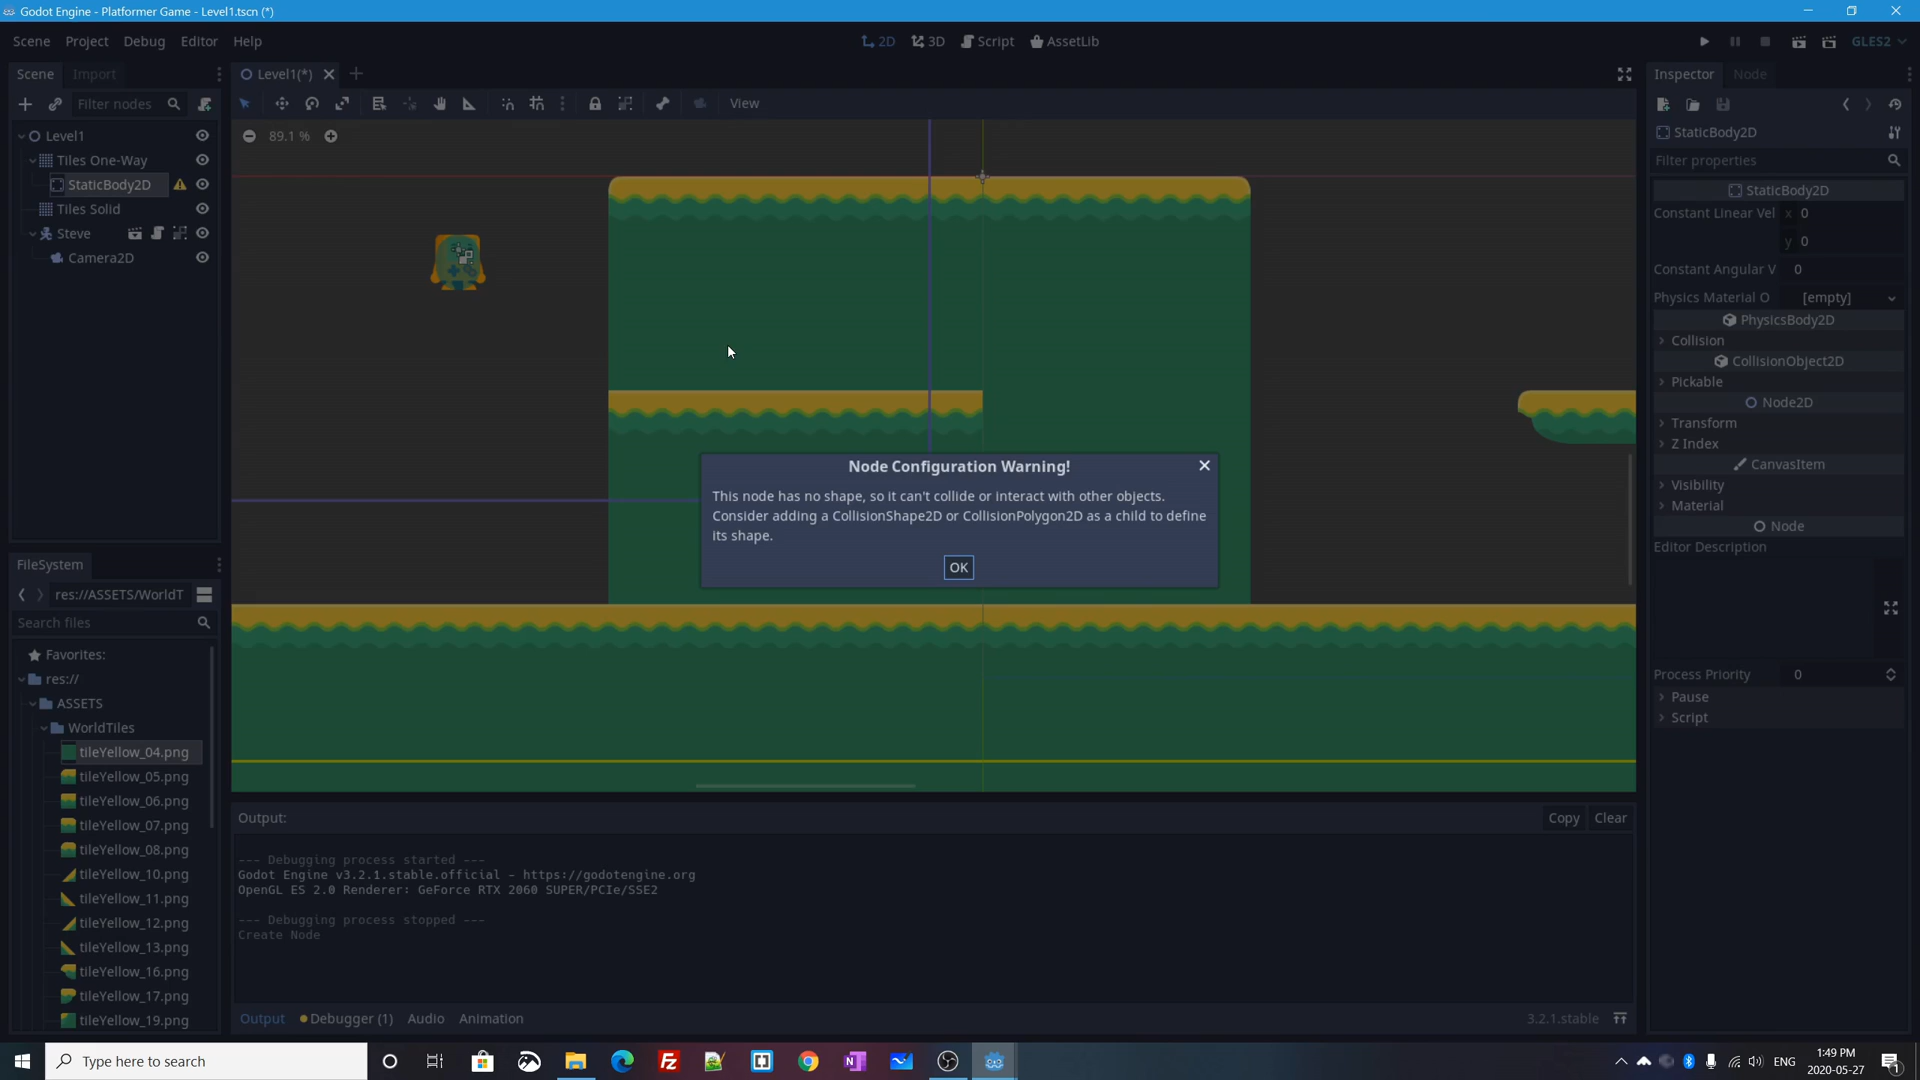 Godot Engine - Platformer Game - Level1.tscn (*)
Scene Project Debug Editor Help
2D 3D Script AssetLib
GLES2
Scene Import
Level1(*)
Inspector Node
Filter nodes
View
Level1
89.1 %
StaticBody2D
Tiles One-Way
Filter properties
StaticBody2D
StaticBody2D
Tiles Solid
Constant Linear Vel x 0
Steve
y 0
Camera2D
Constant Angular V 0
Physics Material O [empty]
PhysicsBody2D
Collision
CollisionObject2D
Pickable
Node2D
Transform
Z Index
CanvasItem
Visibility
Material
Node
Editor Description
Process Priority 0
Pause
Script
Node Configuration Warning!
This node has no shape, so it can't collide or interact with other objects.
Consider adding a CollisionShape2D or CollisionPolygon2D as a child to define
its shape.
OK
FileSystem
res://ASSETS/WorldT
Search files
Favorites:
res://
ASSETS
WorldTiles
tileYellow_04.png
tileYellow_05.png
tileYellow_06.png
tileYellow_07.png
tileYellow_08.png
tileYellow_10.png
tileYellow_11.png
tileYellow_12.png
tileYellow_13.png
tileYellow_16.png
tileYellow_17.png
tileYellow_19.png
Output: Copy Clear
--- Debugging process started ---
Godot Engine v3.2.1.stable.official - https://godotengine.org
OpenGL ES 2.0 Renderer: GeForce RTX 2060 SUPER/PCIe/SSE2
--- Debugging process stopped ---
Create Node
Output Debugger (1) Audio Animation 3.2.1.stable
Type here to search
ENG
1:49 PM
2020-05-27
1